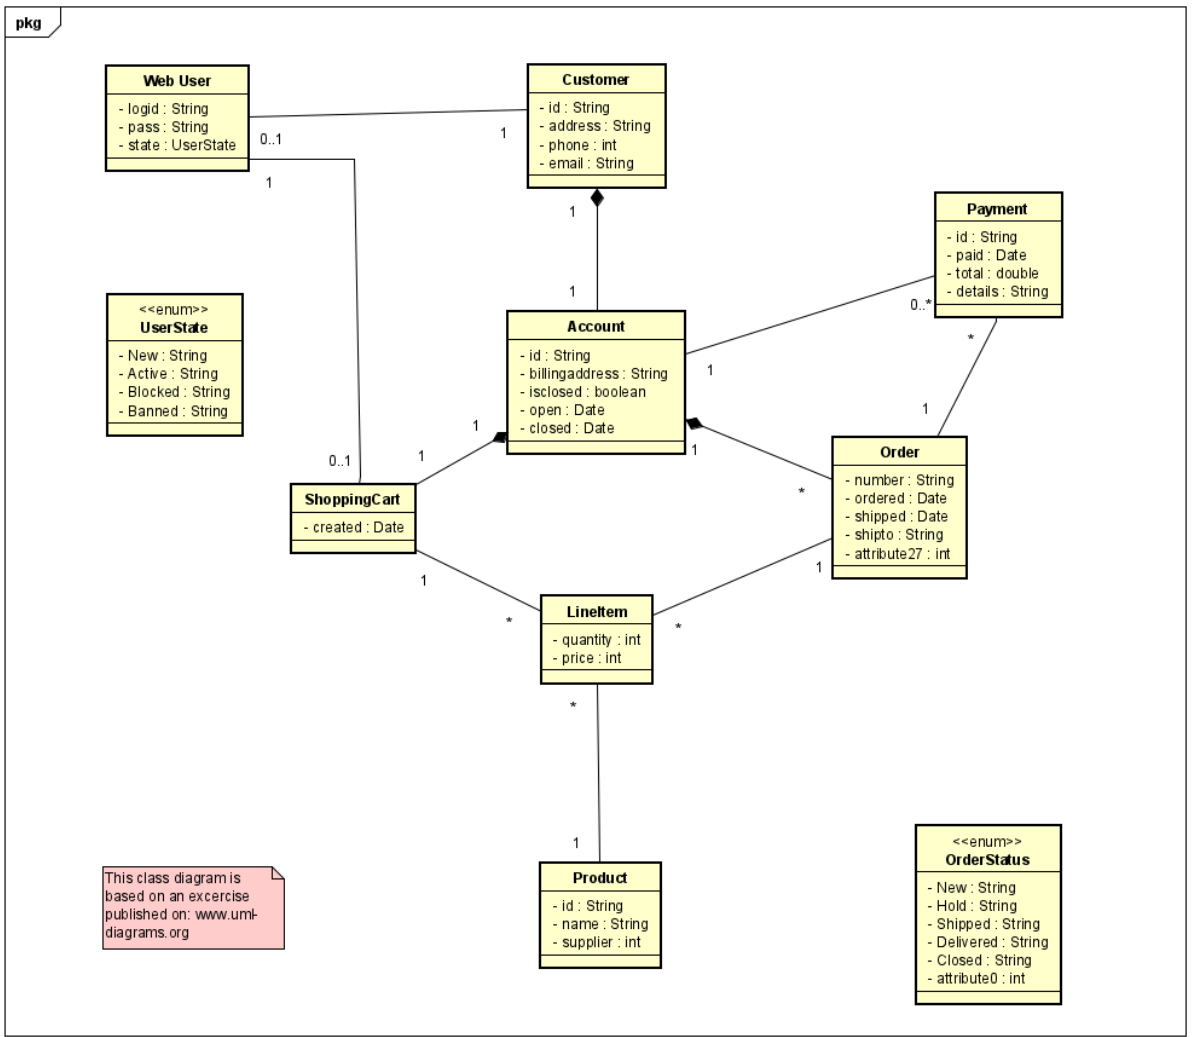 pkg
Web User
- logid : String
- pass : String
- state : UserState
Customer
- id : String
- address : String
- phone : int
- email : String
0..1
1
1
1
Payment
- id : String
- paid : Date
- total : double
- details : String
<<enum>>
UserState
- New : String
- Active : String
- Blocked : String
- Banned : String
1
0..*
Account
- id : String
- billingaddress : String
- isclosed : boolean
- open : Date
- closed : Date
*
1
1
1
1
1
0..1
*
Order
- number : String
- ordered : Date
- shipped : Date
- shipto : String
- attribute27 : int
ShoppingCart
- created : Date
1
1
*
*
LineItem
- quantity : int
- price : int
*
1
Product
- id : String
- name : String
- supplier : int
<<enum>>
OrderStatus
- New : String
- Hold : String
- Shipped : String
- Delivered : String
- Closed : String
- attribute0 : int
This class diagram is
based on an excercise
published on: www.uml-
diagrams.org